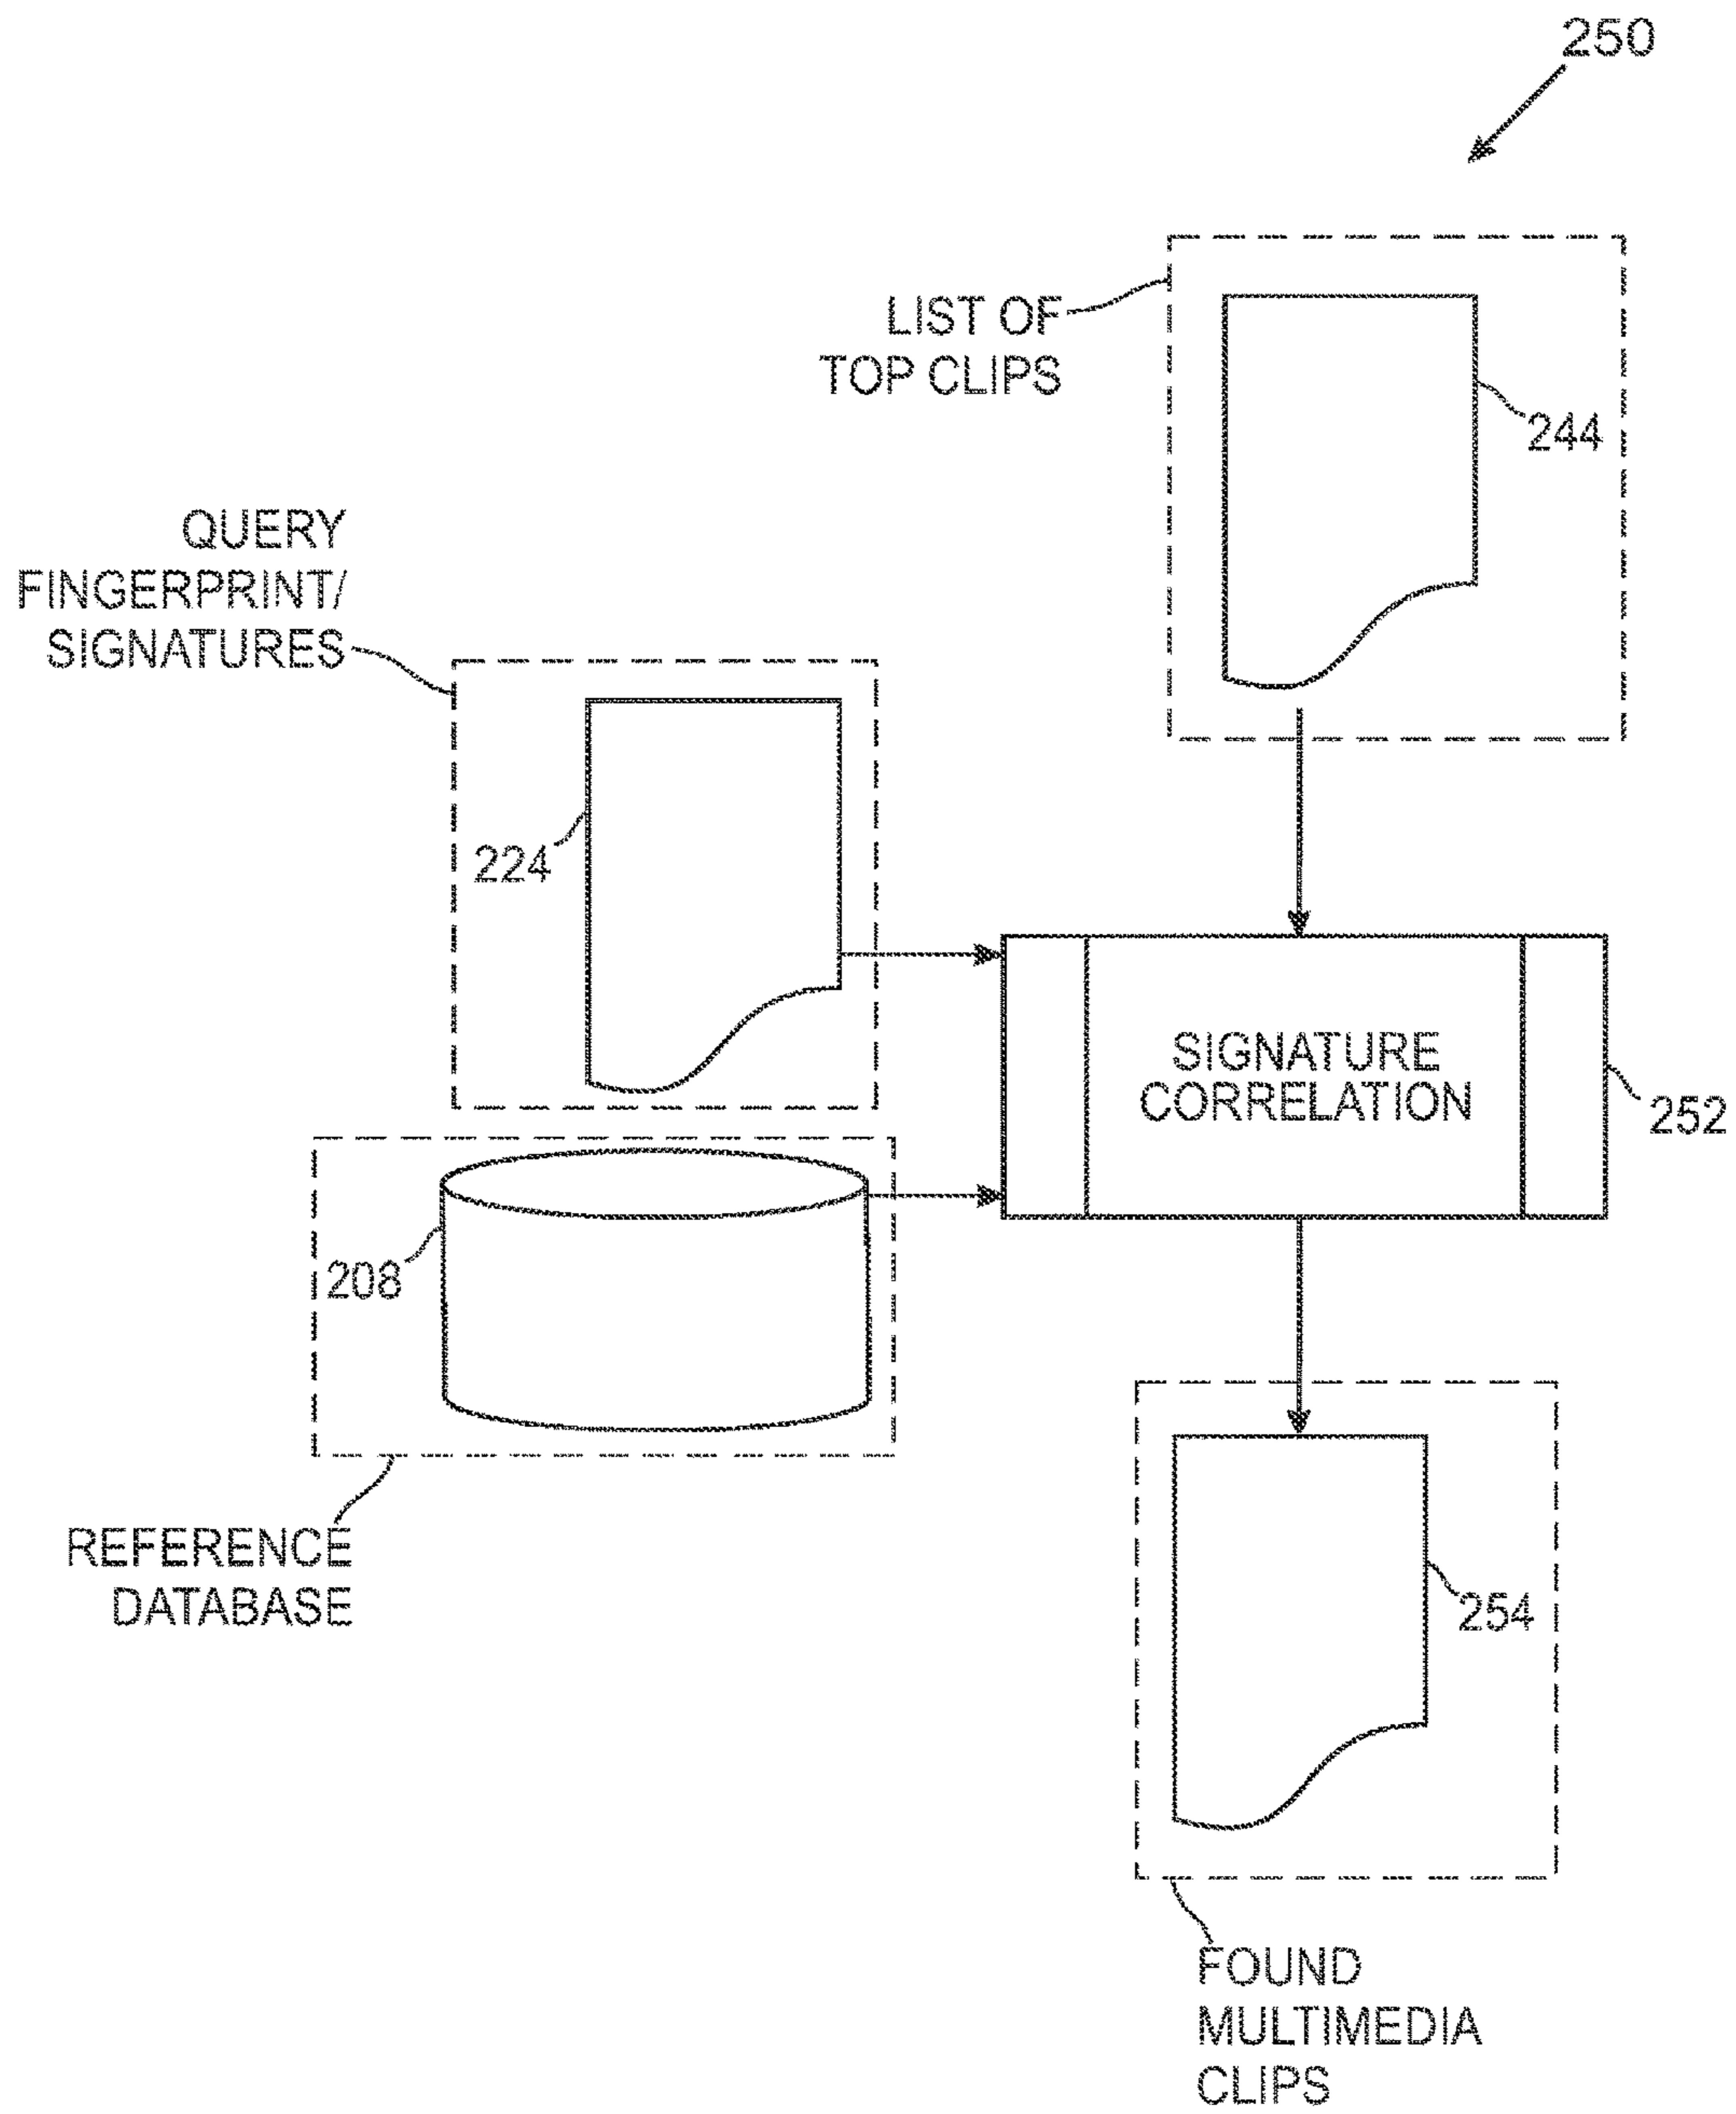 250
LIST OF
TOP CLIPS
244
QUERY
FINGERPRINT/
SIGNATURES
224
SIGNATURE
CORRELATION
252
208
REFERENCE
DATABASE
254
FOUND
MULTIMEDIA
CLIPS